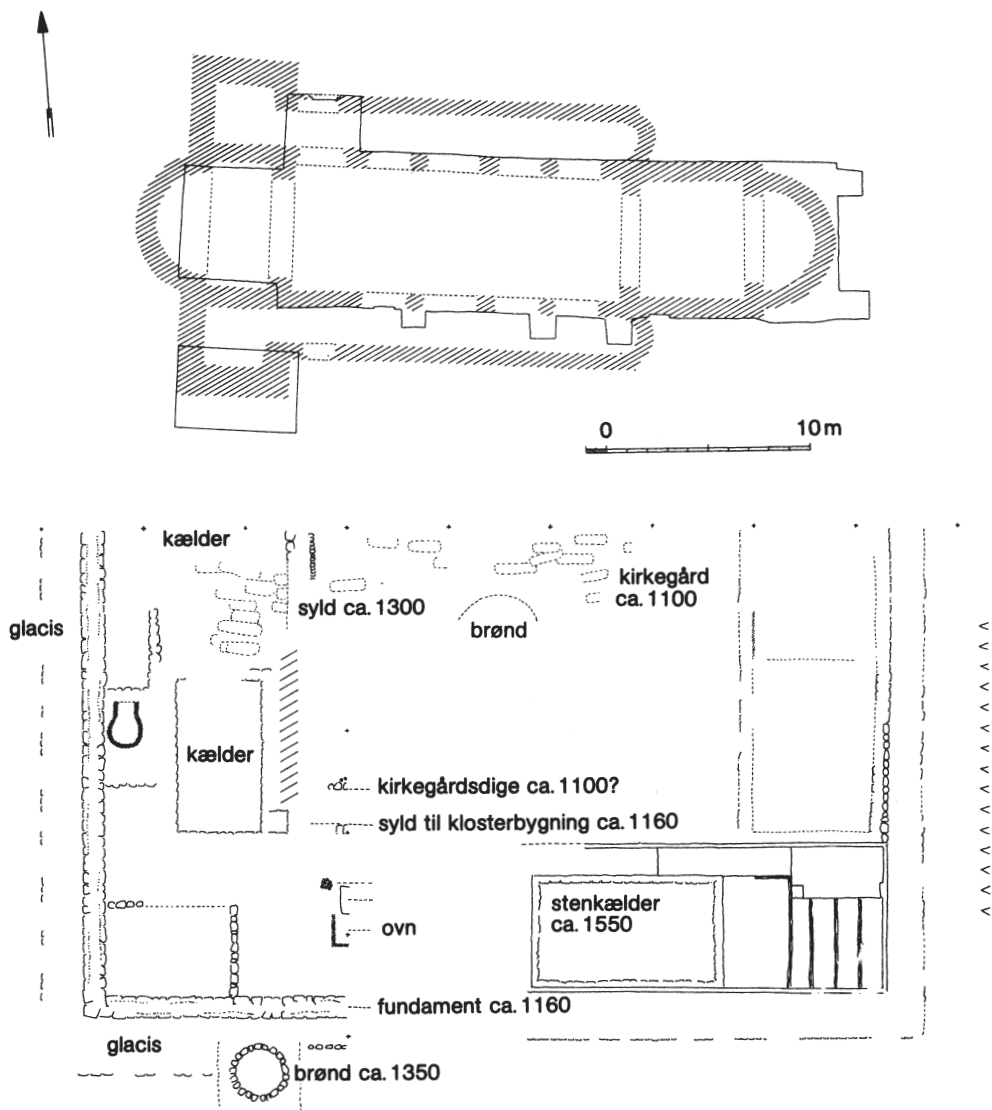 0 10 m
kælder
kirkegård
ca. 1100
syld ca. 1300
glacis
brønd
kælder
kirkegårdsdige ca. 1100?
syld til klosterbygning ca. 1160
stenkælder
ca. 1550
ovn
fundament ca. 1160
glacis
brønd ca. 1350